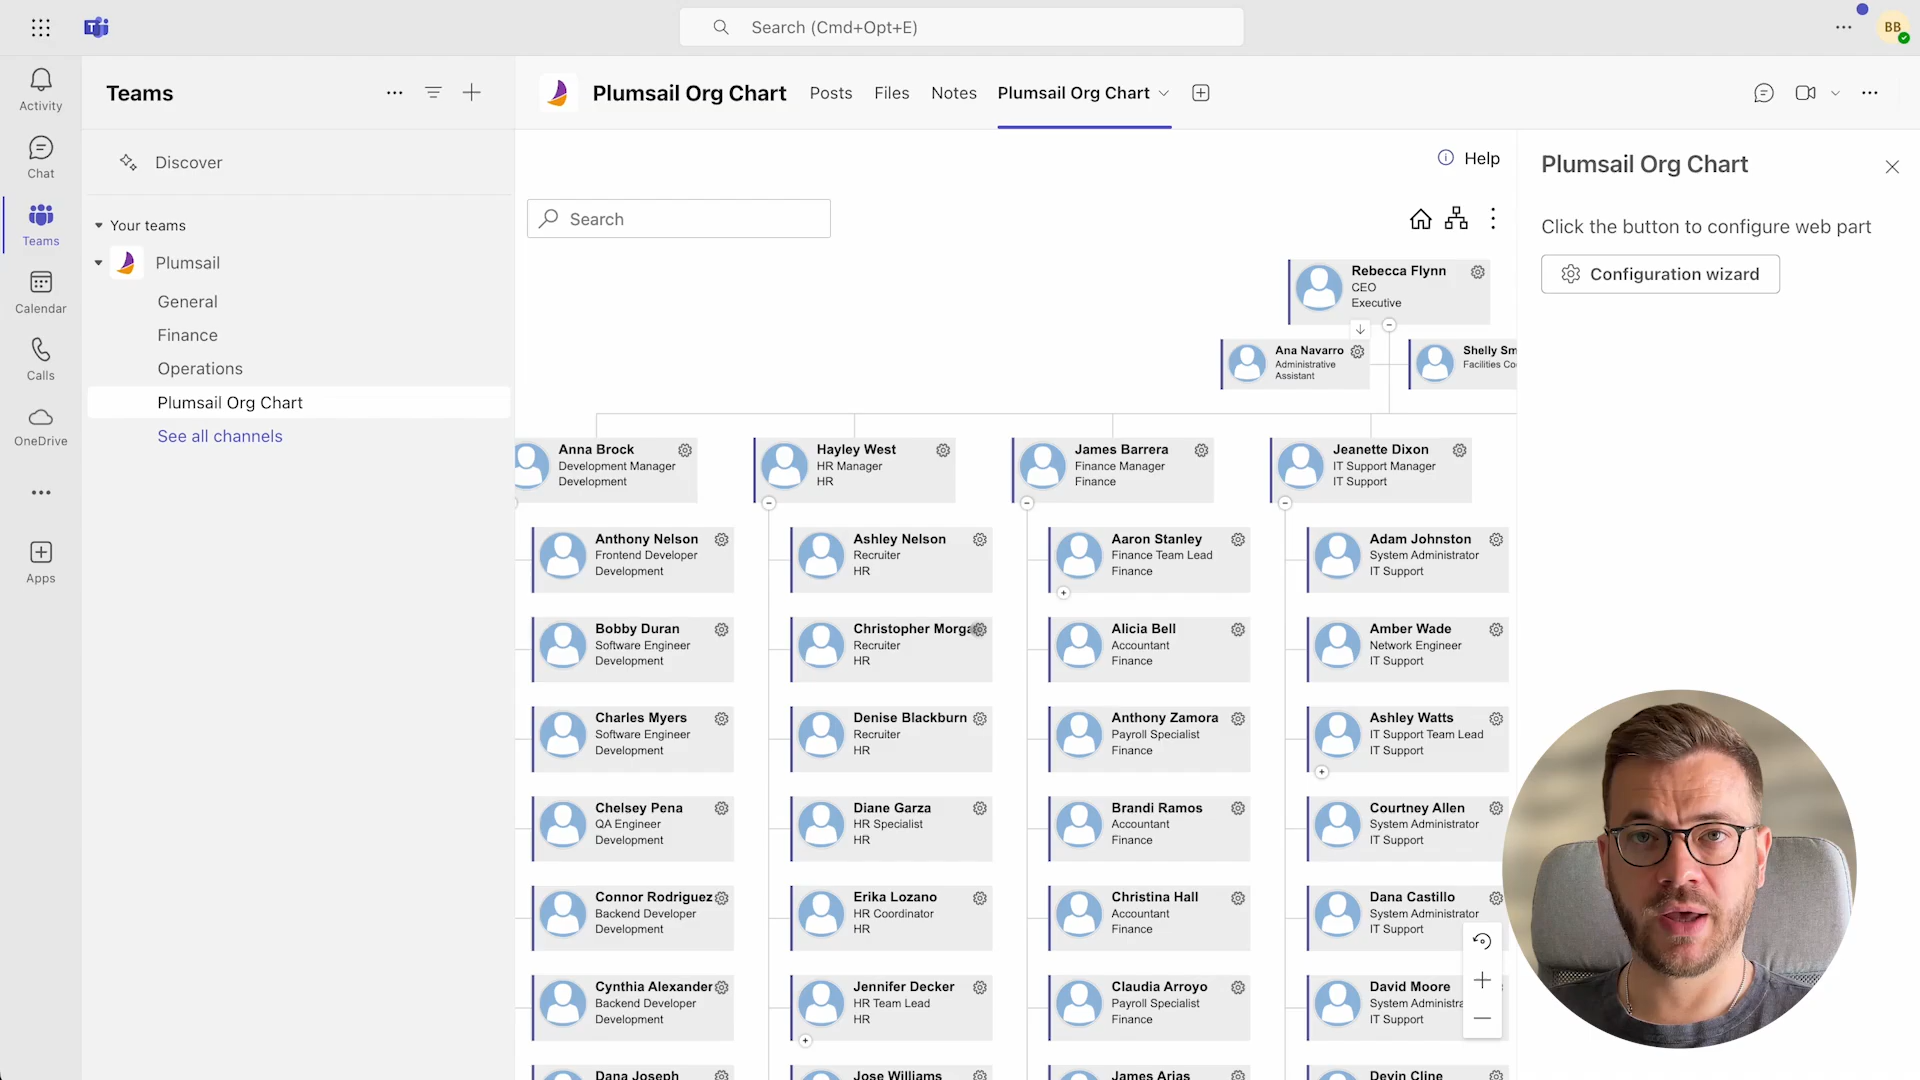 Search (Cmd+Opt+E)
BB
Activity
Chat
Teams
Calendar
Calls
OneDrive
Apps
Teams
Discover
Your teams
Plumsail
General
Finance
Operations
Plumsail Org Chart
See all channels
Plumsail Org Chart
Posts
Files
Notes
Plumsail Org Chart
Help
Search
Rebecca Flynn
CEO
Executive
Ana Navarro
Administrative
Assistant
Shelly Sm
Facilities Co
Anna Brock
Development Manager
Development
Hayley West
HR Manager
HR
James Barrera
Finance Manager
Finance
Jeanette Dixon
IT Support Manager
IT Support
Anthony Nelson
Frontend Developer
Development
Ashley Nelson
Recruiter
HR
Aaron Stanley
Finance Team Lead
Finance
Adam Johnston
System Administrator
IT Support
Bobby Duran
Software Engineer
Development
Christopher Morga
Recruiter
HR
Alicia Bell
Accountant
Finance
Amber Wade
Network Engineer
IT Support
Charles Myers
Software Engineer
Development
Denise Blackburn
Recruiter
HR
Anthony Zamora
Payroll Specialist
Finance
Ashley Watts
IT Support Team Lead
IT Support
Chelsey Pena
QA Engineer
Development
Diane Garza
HR Specialist
HR
Brandi Ramos
Accountant
Finance
Courtney Allen
System Administrator
IT Support
Connor Rodriguez
Backend Developer
Development
Erika Lozano
HR Coordinator
HR
Christina Hall
Accountant
Finance
Dana Castillo
System Administrator
IT Support
Cynthia Alexander
Backend Developer
Development
Jennifer Decker
HR Team Lead
HR
Claudia Arroyo
Payroll Specialist
Finance
David Moore
System Administra
IT Support
Dana Joseph
Jose Williams
James Arias
Devin Cline
Plumsail Org Chart
Click the button to configure web part
Configuration wizard